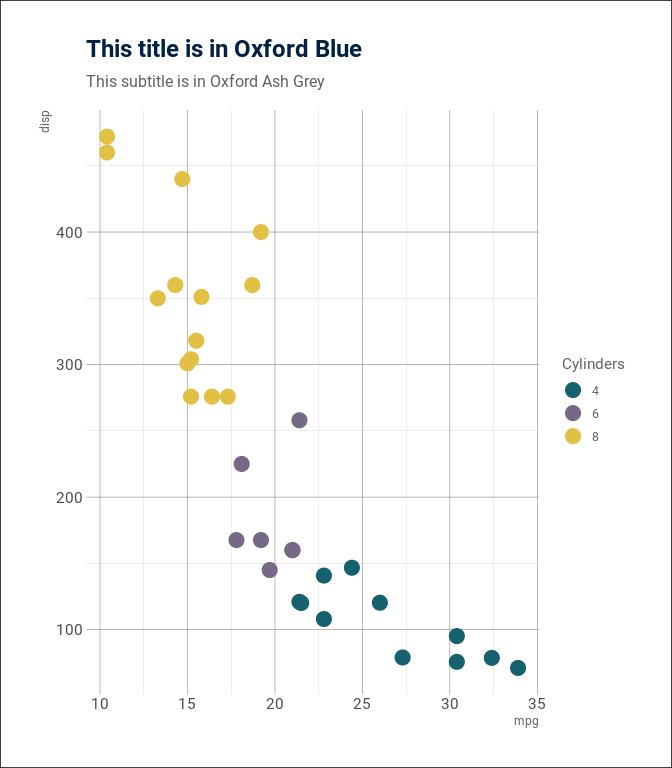 This title is in Oxford Blue
This subtitle is in Oxford Ash Grey
disp
400
300
200
100
10 15 20 25 30 35
mpg
Cylinders
4
6
8